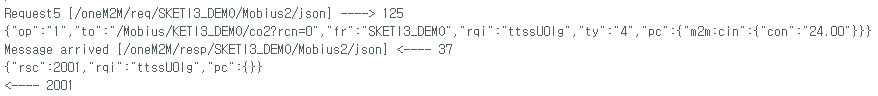 Request5 [/oneM2M/req/SKETI3_DEMO/Mobius2/json] ----> 125
{"op":"1","to":"/Mobius/KETI3_DEMO/co2?rcn=0","fr":"SKETI3_DEMO","rqi":"ttssUOlg","ty":"4","pc":{"m2m:cin":{"con":"24.00"}}}
Message arrived [/oneM2M/resp/SKETI3_DEMO/Mobius2/json] <---- 37
{"rsc":2001,"rqi":"ttssUOlg","pc":{}}
<---- 2001